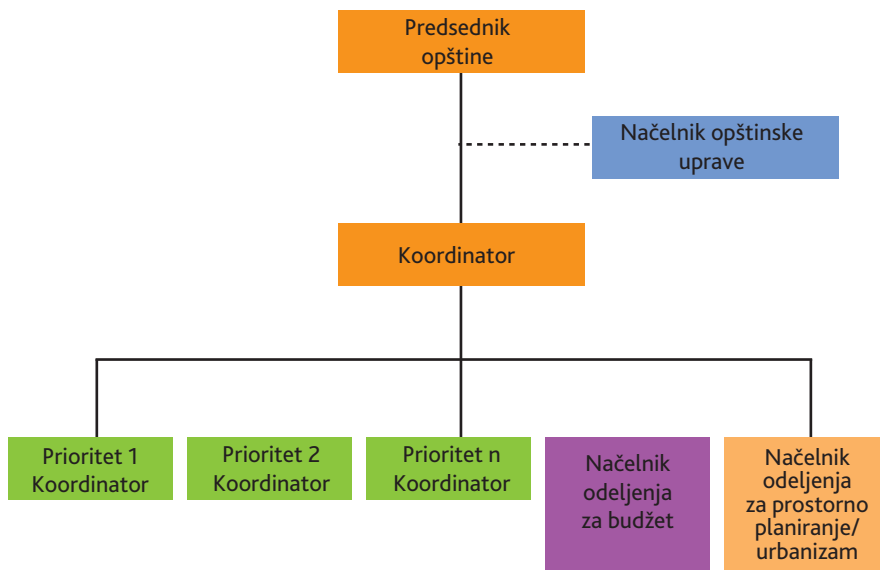 Predsednik
opštine
Načelnik opštinske
uprave
Koordinator
Prioritet 1
Koordinator
Prioritet 2
Koordinator
Prioritet n
Koordinator
Načelnik
odeljenja
za budžet
Načelnik
odeljenja
za prostorno
planiranje/
urbanizam